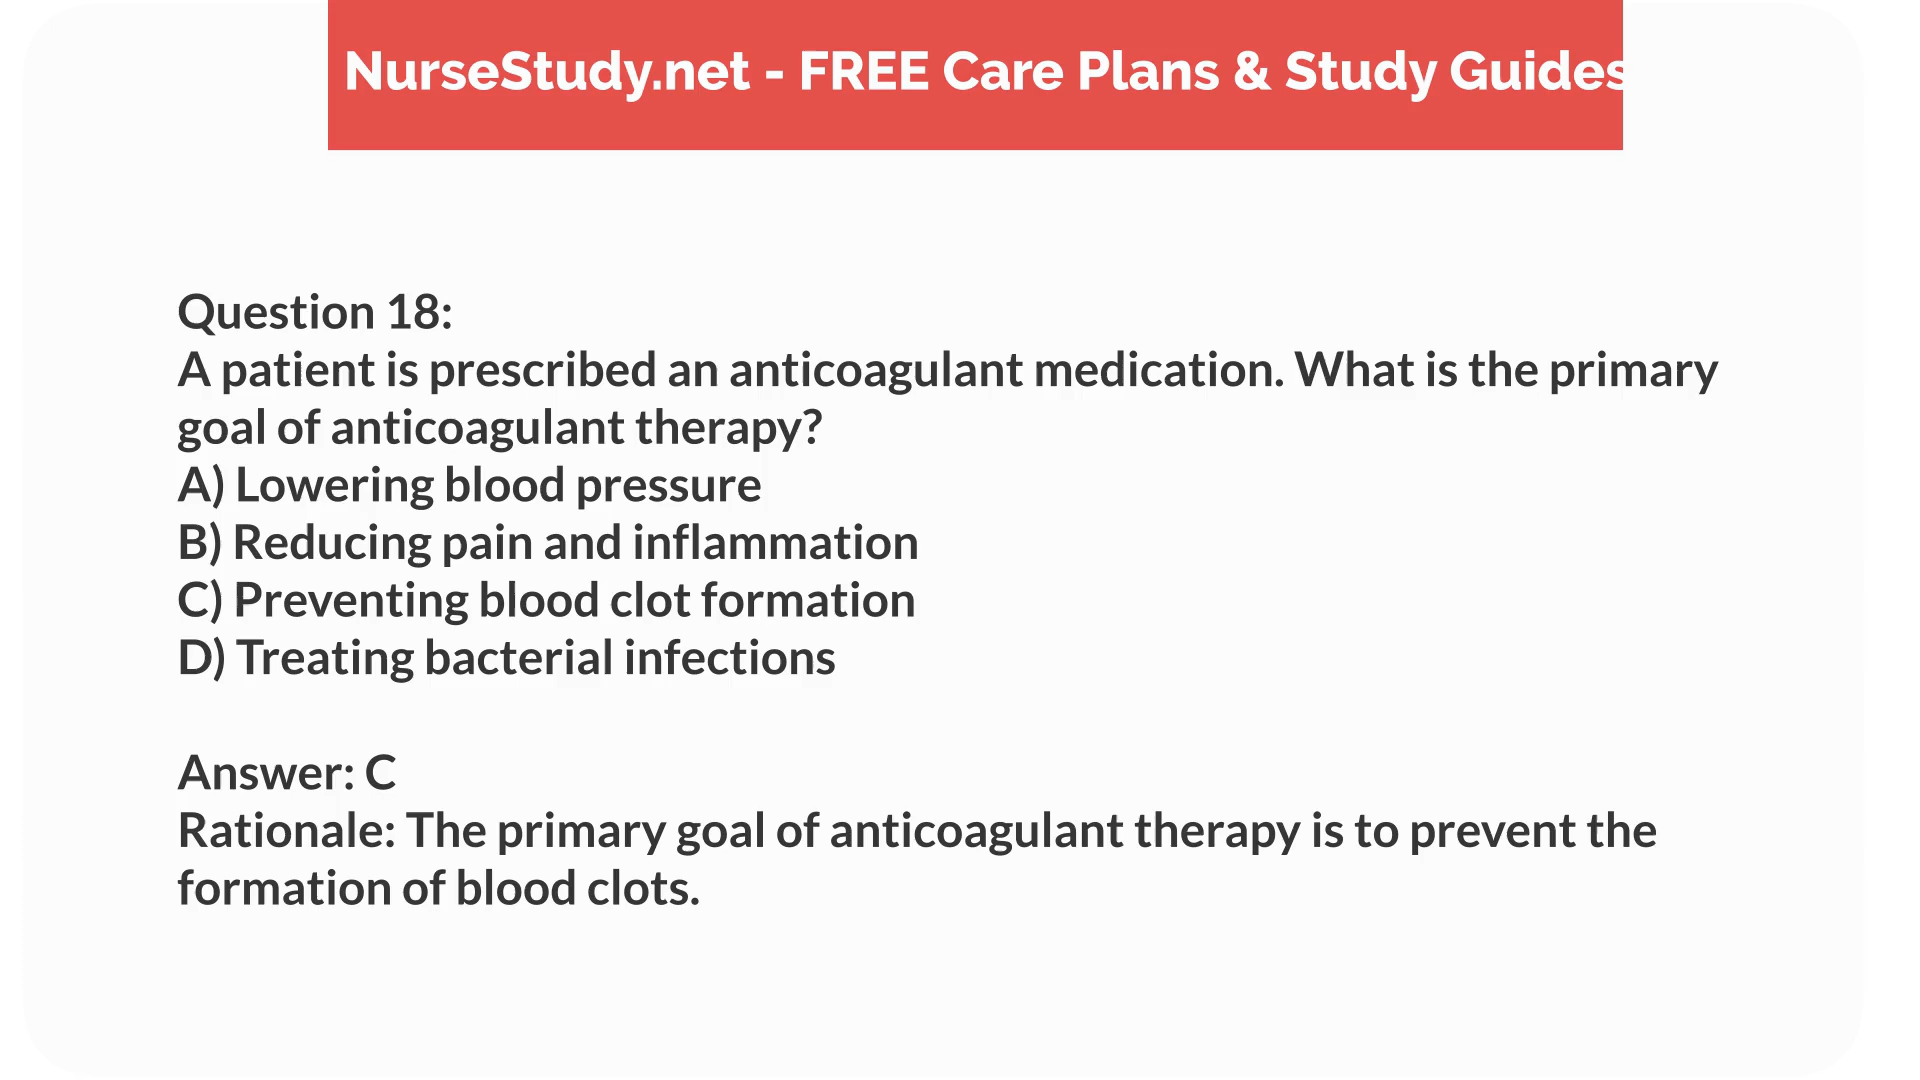 NurseStudy.net - FREE Care Plans & Study Guides
Question 18:
A patient is prescribed an anticoagulant medication. What is the primary
goal of anticoagulant therapy?
A) Lowering blood pressure
B) Reducing pain and inflammation
C) Preventing blood clot formation
D) Treating bacterial infections
Answer: C
Rationale: The primary goal of anticoagulant therapy is to prevent the
formation of blood clots.